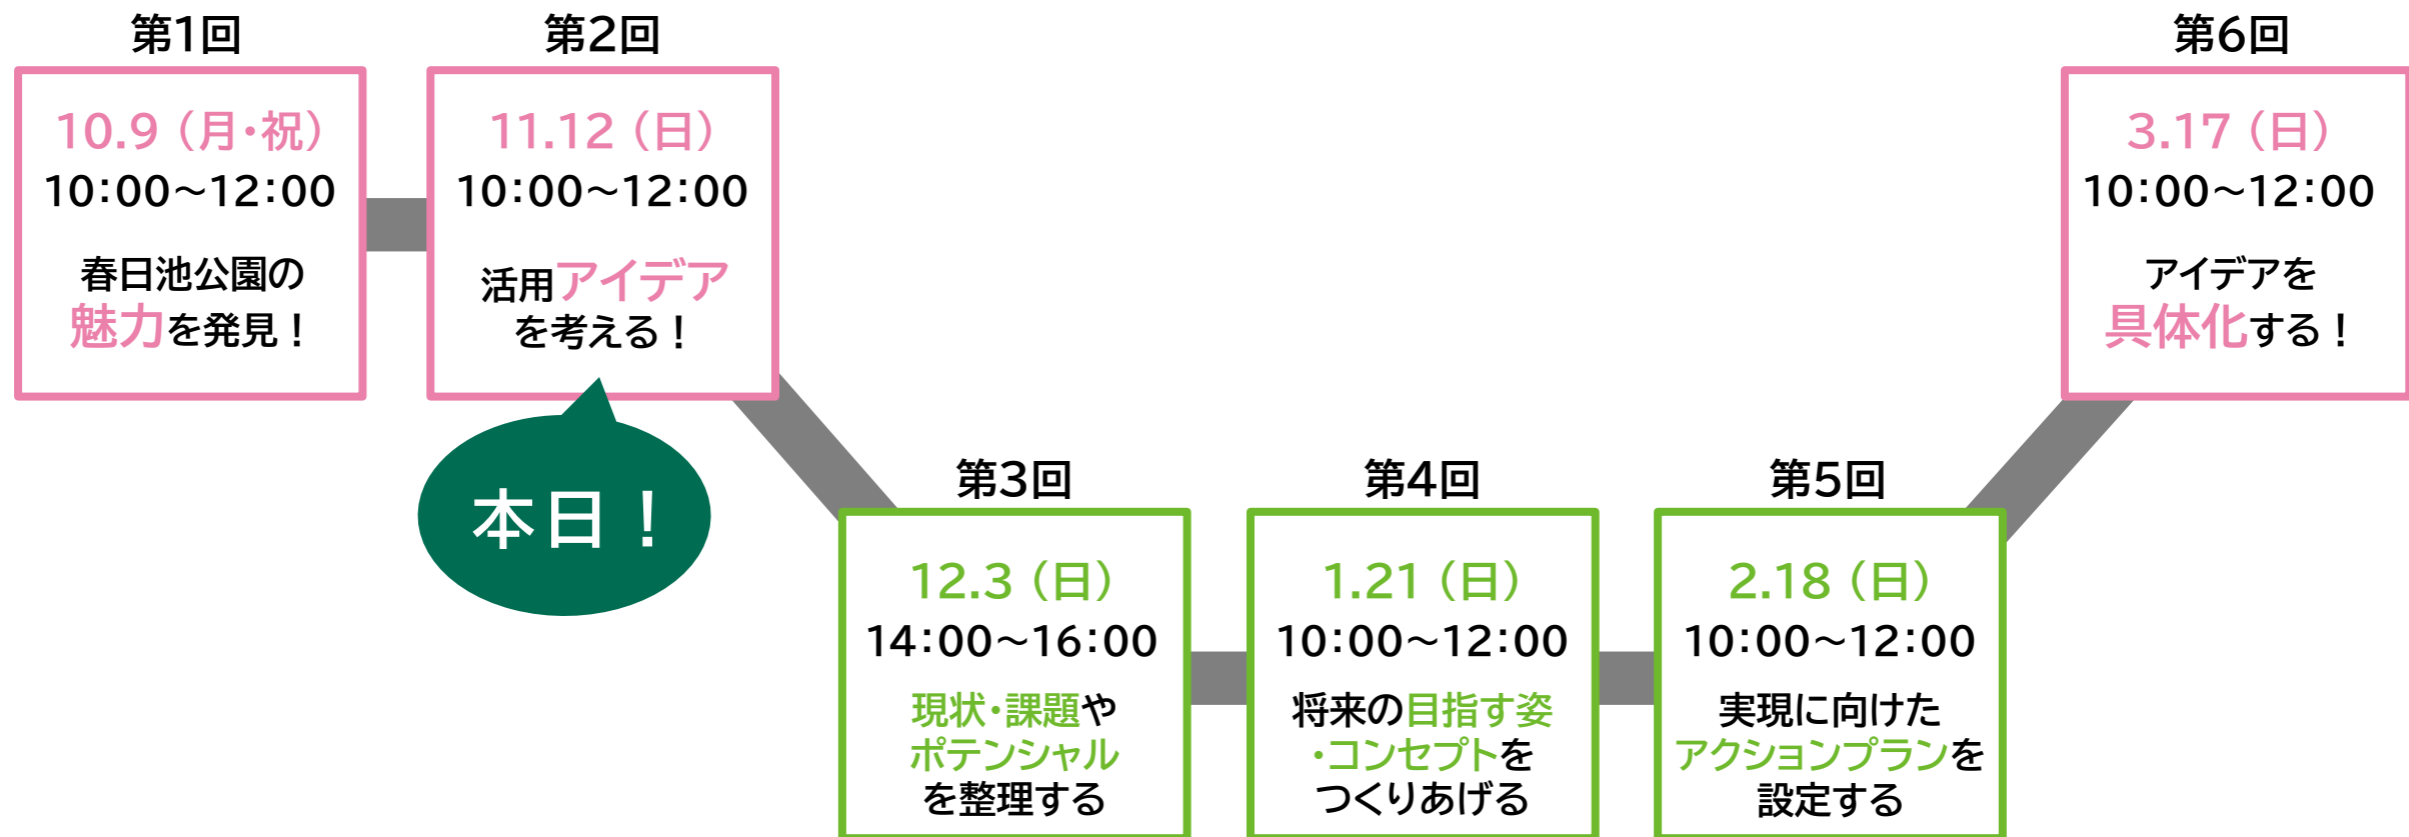 第1回
10.9（月・祝）
10：00～12：00
春日池公園の
魅力を発見！
第2回
11.12（日）
10：00～12：00
活用アイデア
を考える！
本日！
第3回
12.3（日）
14：00～16：00
現状・課題や
ポテンシャル
を整理する
第4回
1.21（日）
10：00～12：00
将来の目指す姿
・コンセプトを
つくりあげる
第5回
2.18（日）
10：00～12：00
実現に向けた
アクションプランを
設定する
第6回
3.17（日）
10：00～12：00
アイデアを
具体化する！